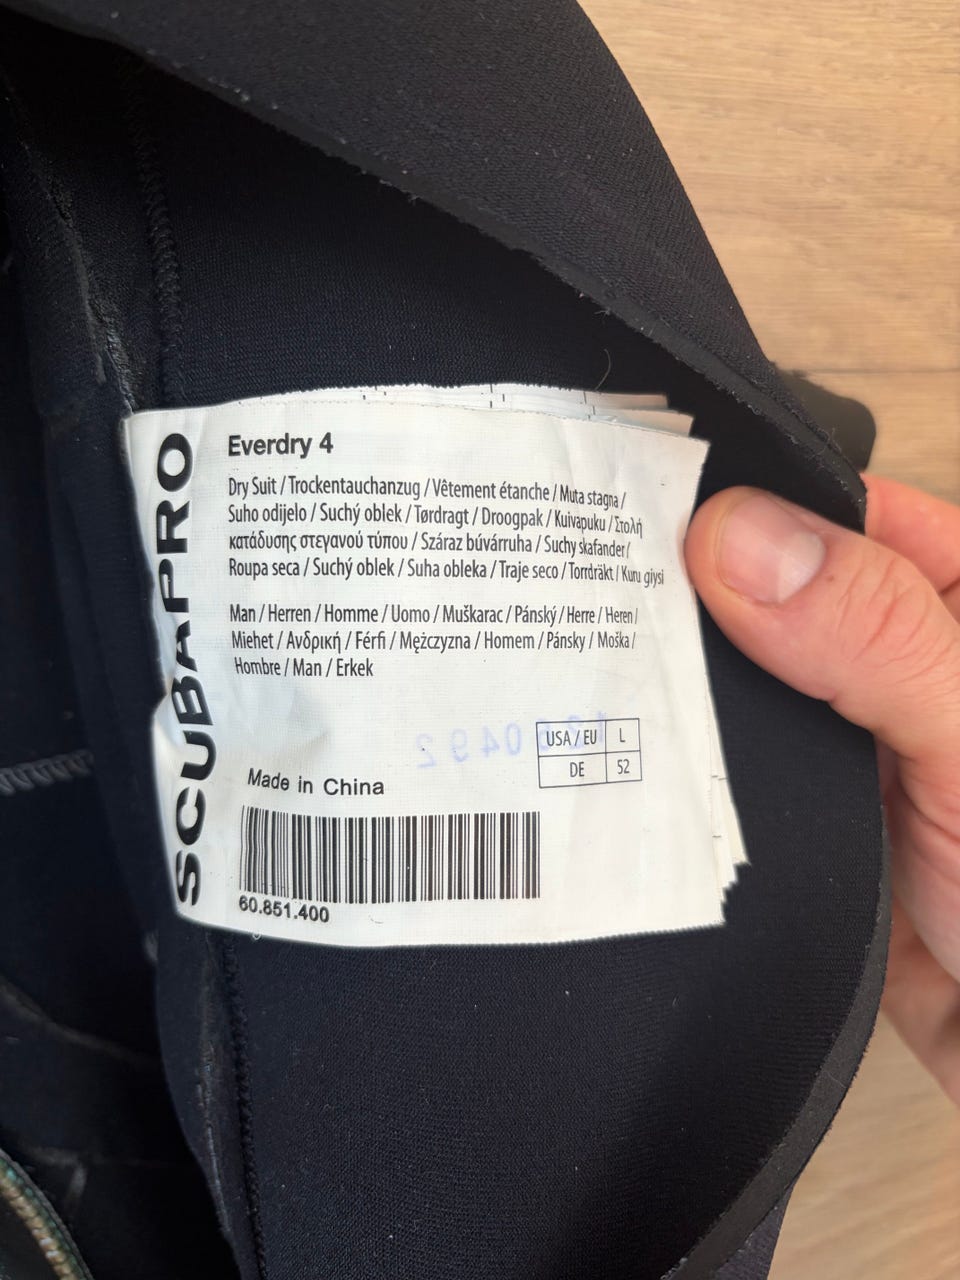 SCUBAPRO
Everdry 4
Dry Suit / Trockentauchanzug / Vêtement étanche / Muta stagna /
Suho odijelo / Suchý oblek / Tørdragt / Droogpak / Kuivapuku / Στολή
κατάδυσης στεγανού τύπου / Száraz búvárruha / Suchy skafander /
Roupa seca / Suchý oblek / Suha obleka / Traje seco / Torrdräkt / Kuru giysi
Man / Herren / Homme / Uomo / Muškarac / Pánský / Herre / Heren /
Miehet / Ανδρική / Férfi / Mężczyzna / Homem / Pánsky / Moška /
Hombre / Man / Erkek
USA / EU L
DE 52
Made in China
60.851.400